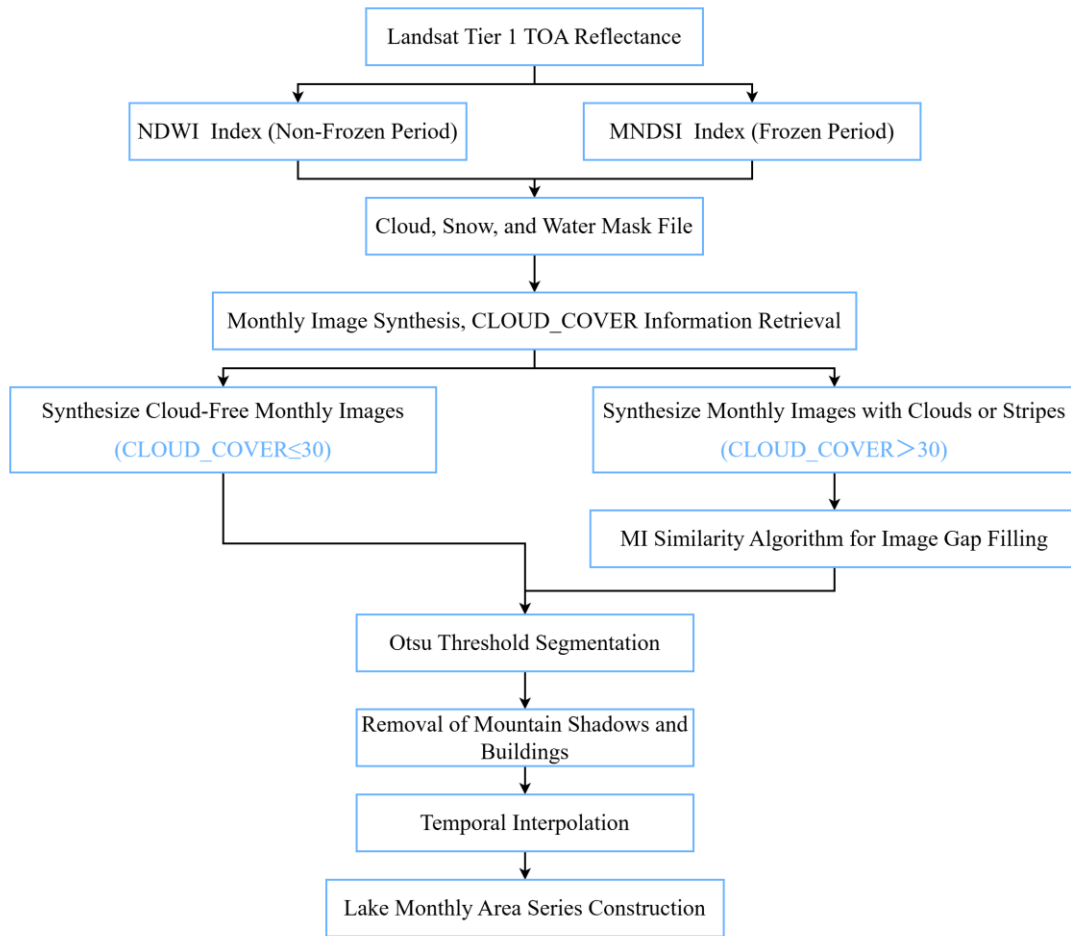 Landsat Tier 1 TOA Reflectance
NDWI Index (Non-Frozen Period)
MNDSI Index (Frozen Period)
Cloud, Snow, and Water Mask File
Monthly Image Synthesis, CLOUD_COVER Information Retrieval
Synthesize Cloud-Free Monthly Images
(CLOUD_COVER≤30)
Synthesize Monthly Images with Clouds or Stripes
(CLOUD_COVER＞30)
MI Similarity Algorithm for Image Gap Filling
Otsu Threshold Segmentation
Removal of Mountain Shadows and
Buildings
Temporal Interpolation
Lake Monthly Area Series Construction